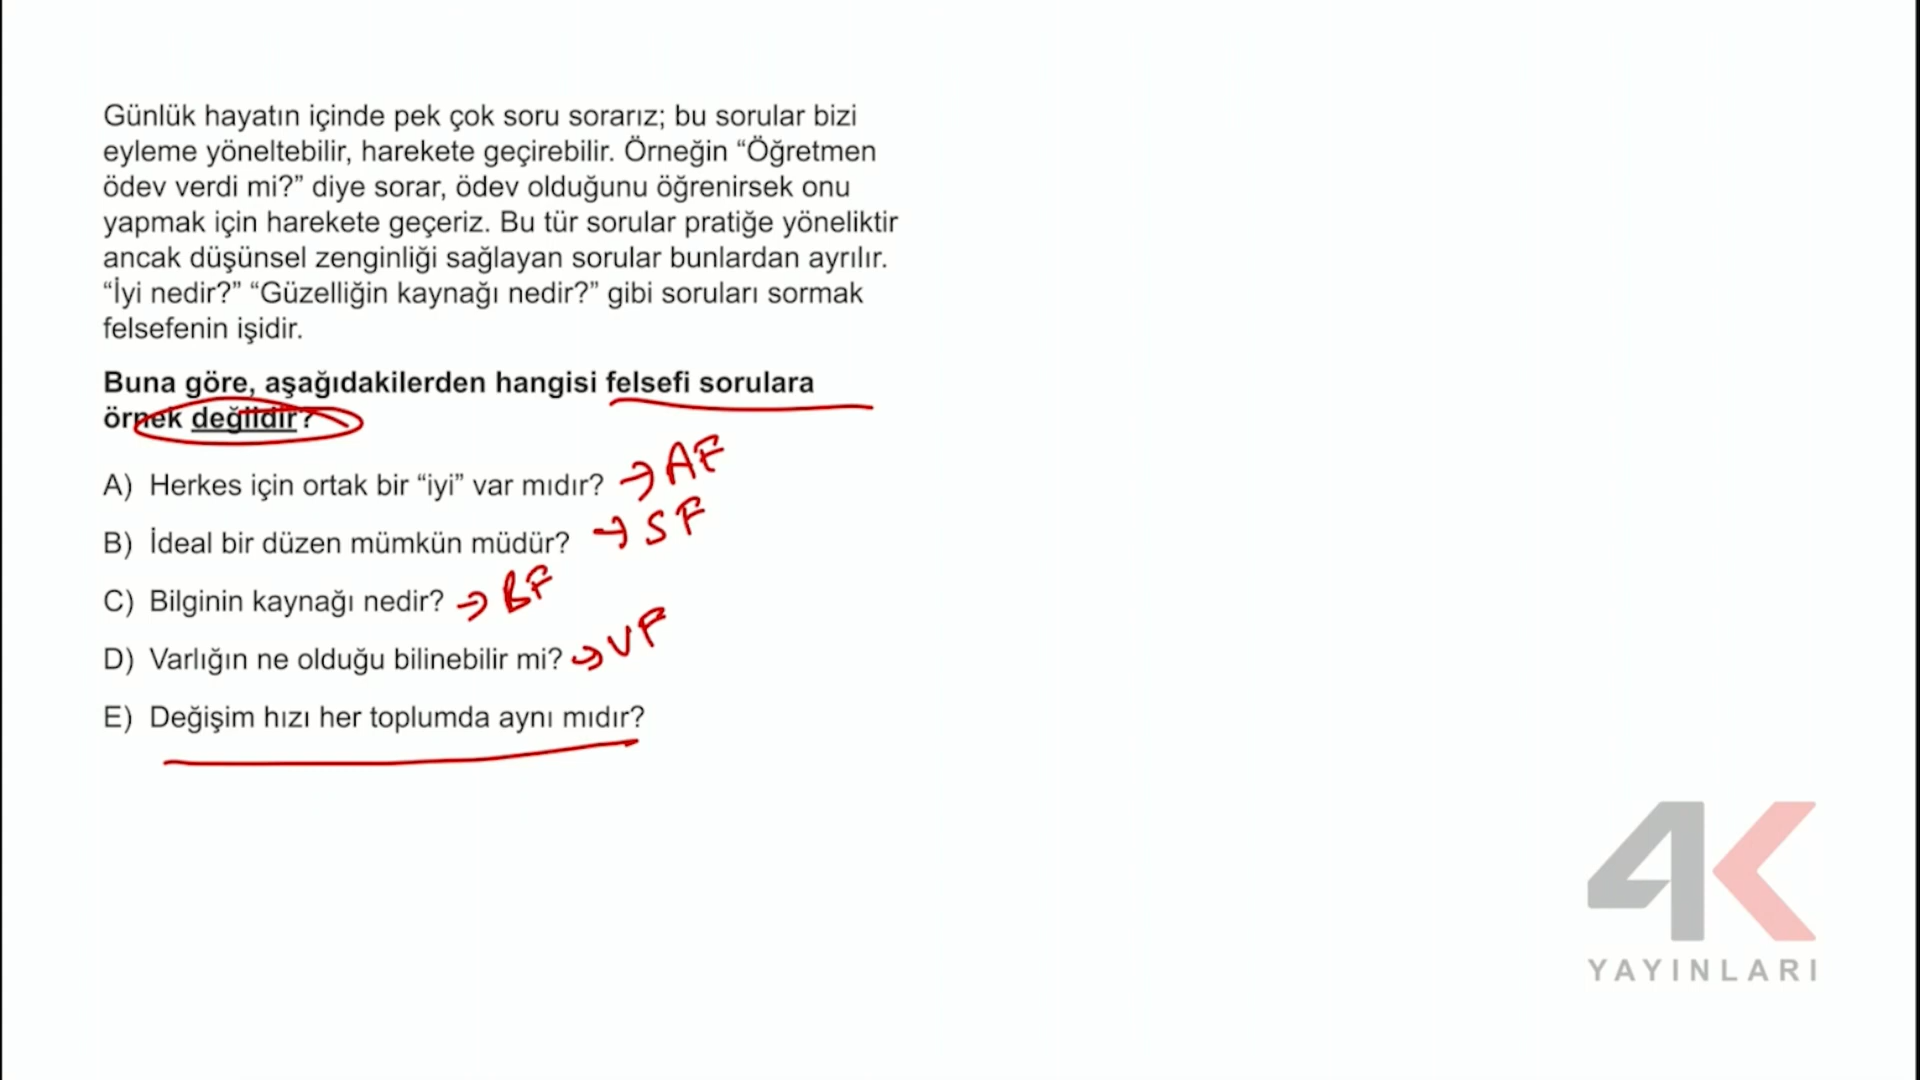 Günlük hayatın içinde pek çok soru sorarız; bu sorular bizi
eyleme yöneltebilir, harekete geçirebilir. Örneğin “Öğretmen
ödev verdi mi?” diye sorar, ödev olduğunu öğrenirsek onu
yapmak için harekete geçeriz. Bu tür sorular pratiğe yöneliktir
ancak düşünsel zenginliği sağlayan sorular bunlardan ayrılır.
“İyi nedir?” “Güzelliğin kaynağı nedir?” gibi soruları sormak
felsefenin işidir.
Buna göre, aşağıdakilerden hangisi felsefi sorulara
örnek değildir?
A) Herkes için ortak bir “iyi” var mıdır? → AF
B) İdeal bir düzen mümkün müdür? → SF
C) Bilginin kaynağı nedir? → BF
D) Varlığın ne olduğu bilinebilir mi? → VF
E) Değişim hızı her toplumda aynı mıdır?
4K
YAYINLARI